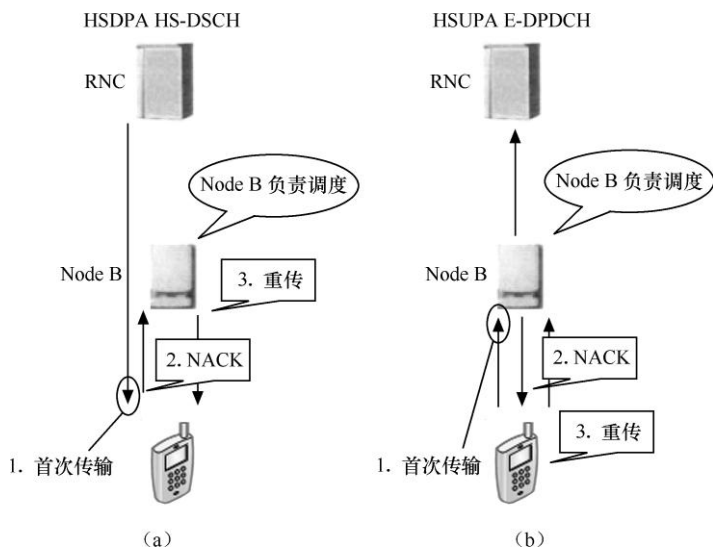 HSDPA HS-DSCH
RNC
Node B 负责调度
Node B
3. 重传
2. NACK
1. 首次传输
(a)
HSUPA E-DPDCH
RNC
Node B 负责调度
Node B
2. NACK
3. 重传
1. 首次传输
(b)